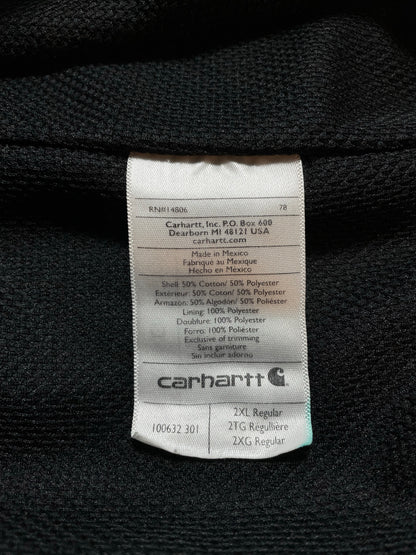 RN#14806 78
Carhartt, Inc. P.O. Box 600
Dearborn MI 48121 USA
carhartt.com
Made in Mexico
Fabriqué au Mexique
Hecho en México
Shell: 50% Cotton/ 50% Polyester
Extérieur: 50% Coton/ 50% Polyester
Armazón: 50% Algodón/ 50% Poliéster
Lining: 100% Polyester
Doublure: 100% Polyester
Forro: 100% Poliéster
Exclusive of trimming
Sans garniture
Sin incluir adorno
carhartt
100632 301
2XL Regular
2TG Régullière
2XG Regular